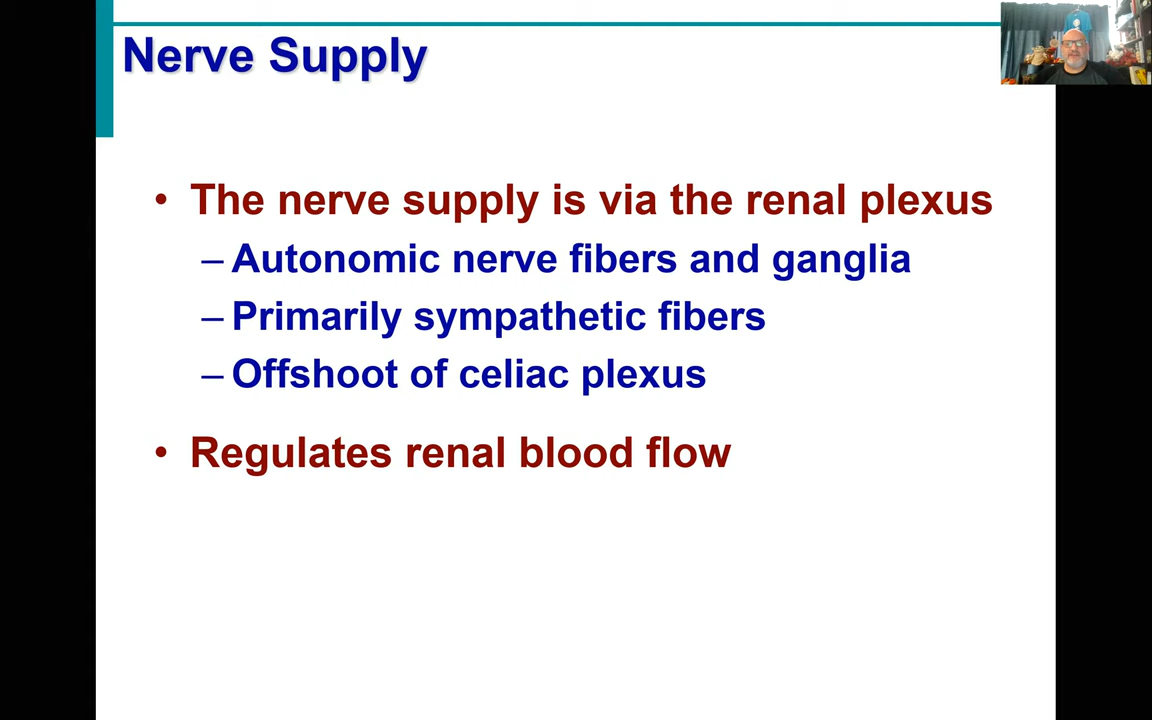 Nerve Supply
• The nerve supply is via the renal plexus
– Autonomic nerve fibers and ganglia
– Primarily sympathetic fibers
– Offshoot of celiac plexus
• Regulates renal blood flow